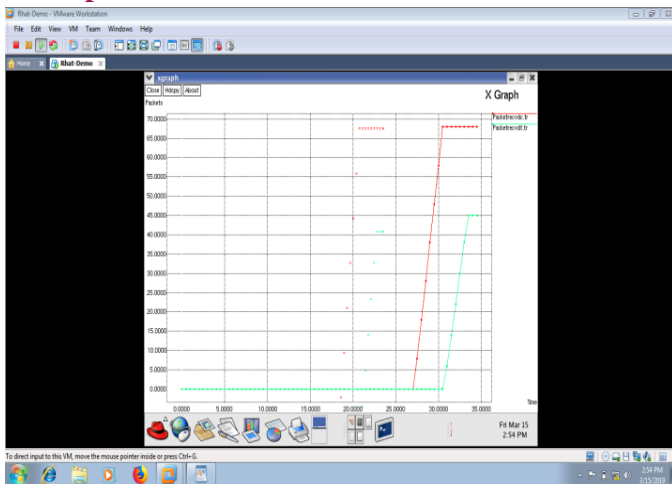 Rhat-Demo - VMware Workstation
File Edit View VM Team Windows Help
Home Rhat-Demo
xgraph
Close Hdcpy About
X Graph
Packets
70.0000
65.0000
60.0000
55.0000
50.0000
45.0000
40.0000
35.0000
30.0000
25.0000
20.0000
15.0000
10.0000
5.0000
0.0000
Time
0.0000 5.0000 10.0000 15.0000 20.0000 25.0000 30.0000 35.0000
Fri Mar 15
2:54 PM
To direct input to this VM, move the mouse pointer inside or press Ctrl+G.
2:54 PM
3/15/2019